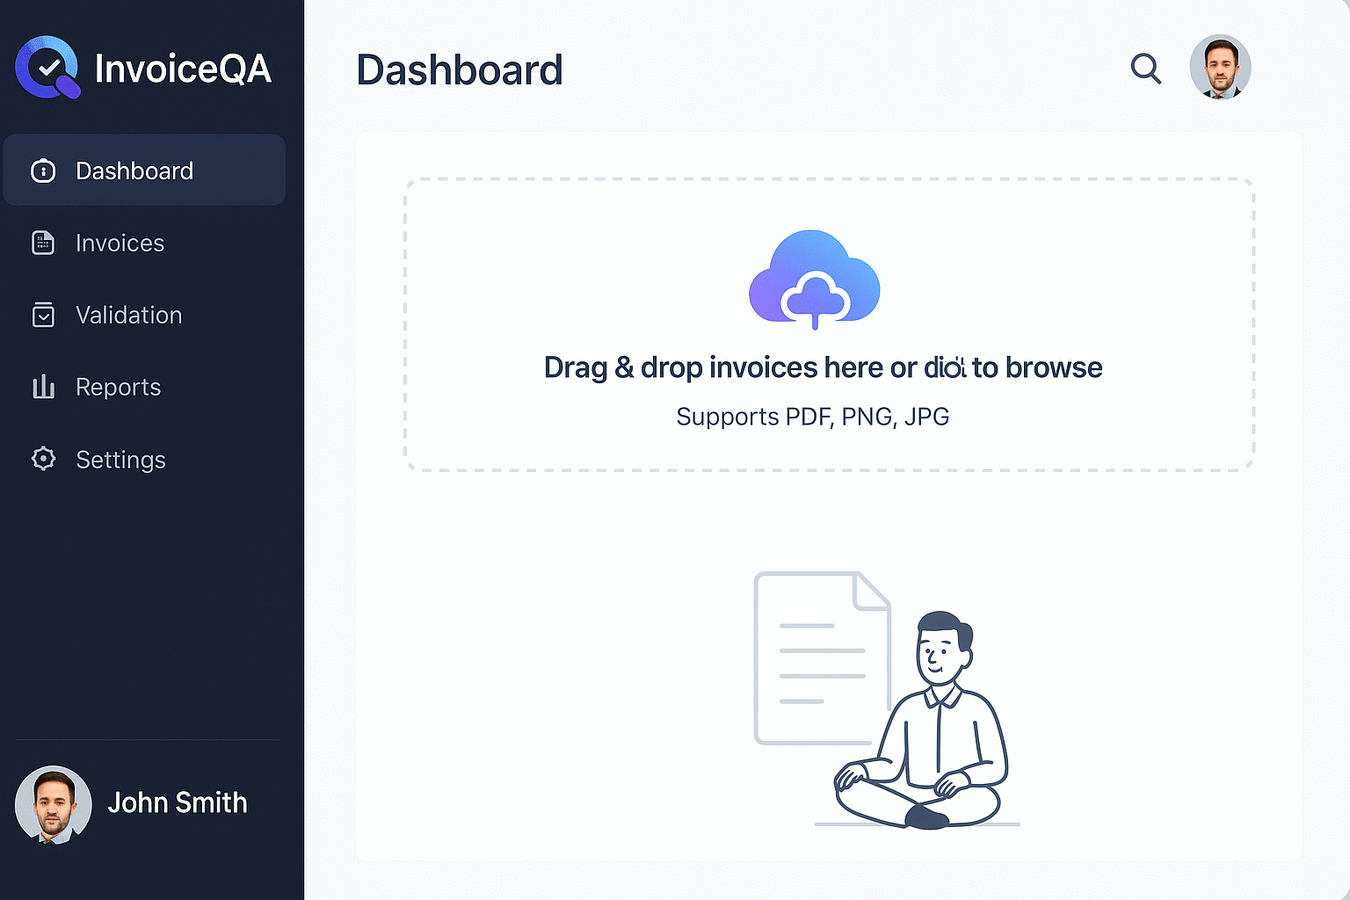 InvoiceQA
Dashboard
Invoices
Validation
Reports
Settings
John Smith
Dashboard
Drag & drop invoices here or to browse
Supports PDF, PNG, JPG